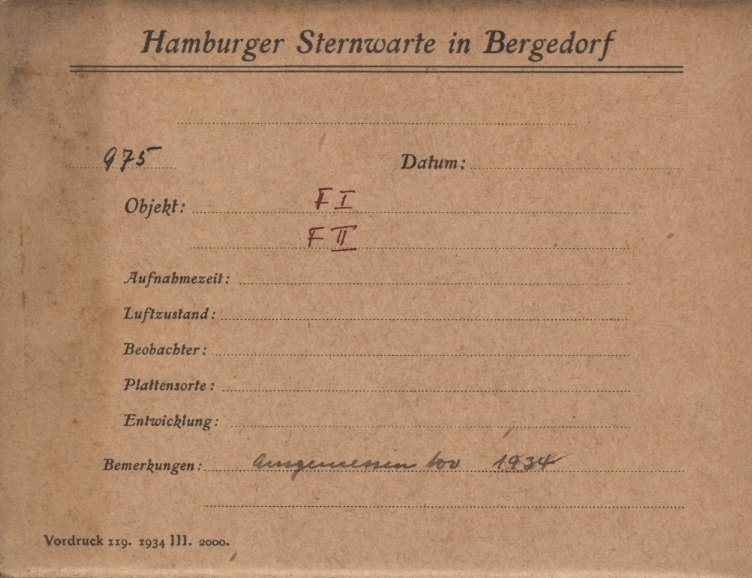 Hamburger Sternwarte in Bergedorf
975 Datum:
Objekt: F I
F II
Aufnahmezeit:
Luftzustand:
Beobachter:
Plattensorte:
Entwicklung:
Bemerkungen: ausgemessen 1934
Vordruck 119. 1934 III. 2000.